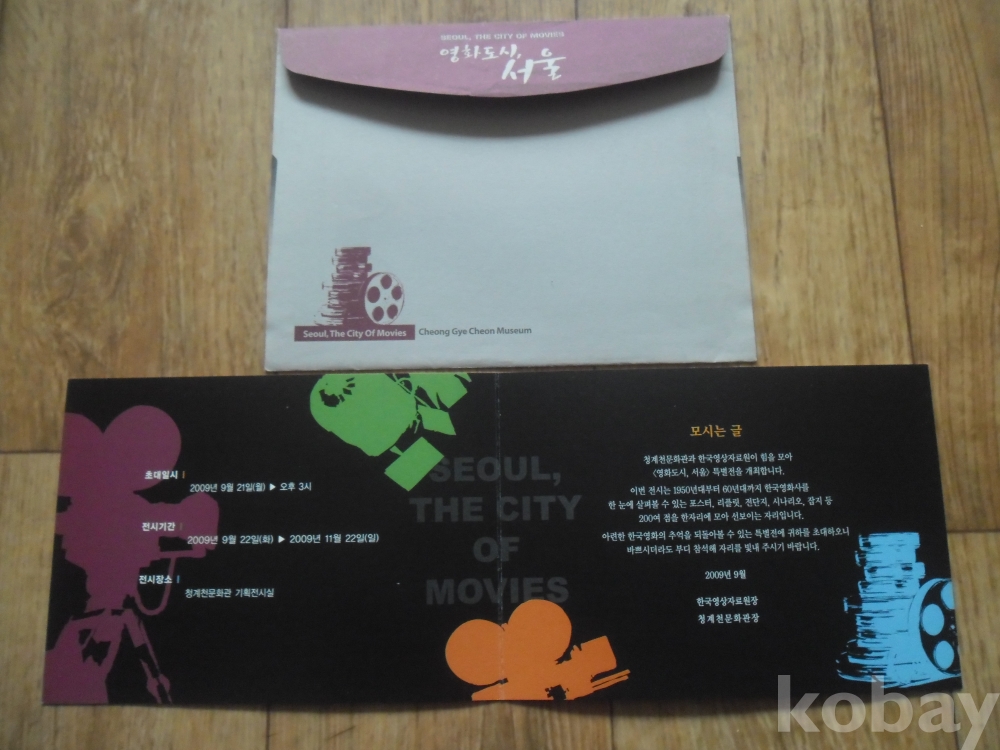 SEOUL, THE CITY OF MOVIES
영화도시,
서울
Seoul, The City Of Movies
Cheong Gye Cheon Museum
초대일시
2009년 9월 21일(월) ▶ 오후 3시
전시기간
2009년 9월 22일(화) ▶ 2009년 11월 22일(일)
전시장소
청계천문화관 기획전시실
SEOUL,
THE CITY
OF
MOVIES
모시는 글
청계천문화관과 한국영상자료원이 힘을 모아
〈영화도시, 서울〉 특별전을 개최합니다.
이번 전시는 1950년대부터 60년대까지 한국영화사를
한 눈에 살펴볼 수 있는 포스터, 리플릿, 전단지, 시나리오, 잡지 등
200여 점을 한자리에 모아 선보이는 자리입니다.
아련한 한국영화의 추억을 되돌아볼 수 있는 특별전에 귀하를 초대하오니
바쁘시더라도 부디 참석해 자리를 빛내 주시기 바랍니다.
2009년 9월
한국영상자료원장
청계천문화관장
kobay